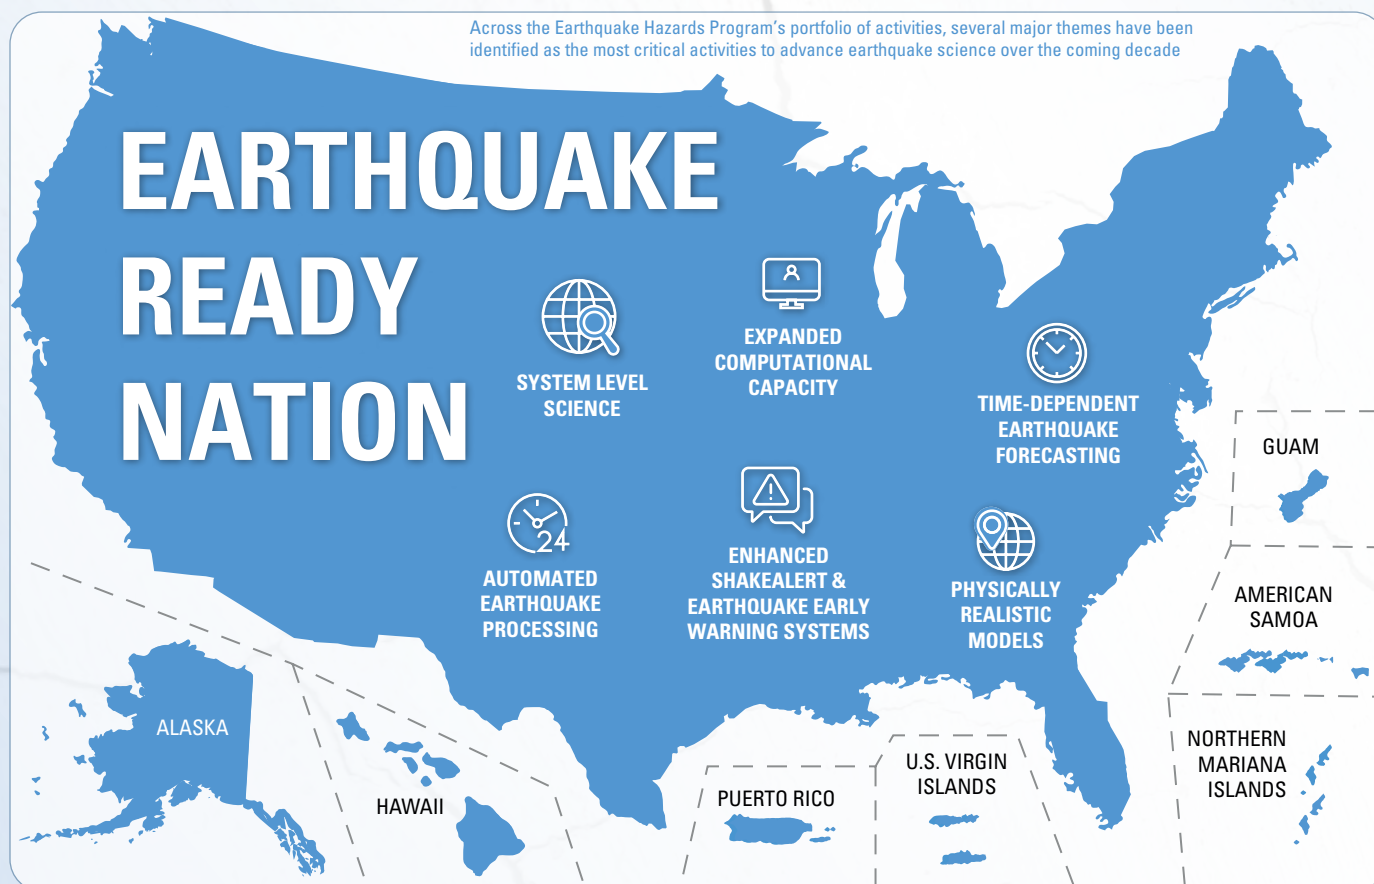 Across the Earthquake Hazards Program's portfolio of activities, several major themes have been
identified as the most critical activities to advance earthquake science over the coming decade
EARTHQUAKE
READY
NATION
SYSTEM LEVEL
SCIENCE
EXPANDED
COMPUTATIONAL
CAPACITY
TIME-DEPENDENT
EARTHQUAKE
FORECASTING
24
AUTOMATED
EARTHQUAKE
PROCESSING
ENHANCED
SHAKEALERT &
EARTHQUAKE EARLY
WARNING SYSTEMS
PHYSICALLY
REALISTIC
MODELS
GUAM
AMERICAN
SAMOA
NORTHERN
MARIANA
ISLANDS
ALASKA
HAWAII
PUERTO RICO
U.S. VIRGIN
ISLANDS